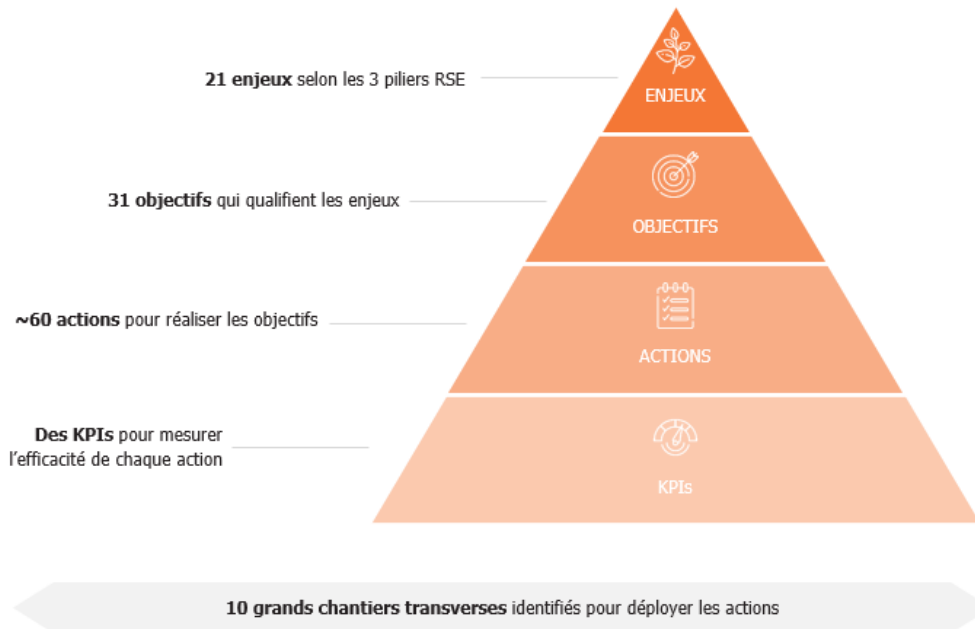 21 enjeux selon les 3 piliers RSE
ENJEUX
31 objectifs qui qualifient les enjeux
OBJECTIFS
~60 actions pour réaliser les objectifs
ACTIONS
Des KPIs pour mesurer
l'efficacité de chaque action
KPIs
10 grands chantiers transverses identifiés pour déployer les actions